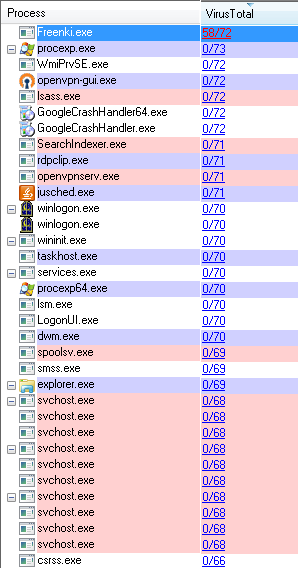 Process VirusTotal
Freenki.exe 58/72
procexp.exe 0/73
WmiPrvSE.exe 0/72
openvpn-gui.exe 0/72
lsass.exe 0/72
GoogleCrashHandler64.exe 0/72
GoogleCrashHandler.exe 0/72
SearchIndexer.exe 0/71
rdpclip.exe 0/71
openvpnserv.exe 0/71
jusched.exe 0/71
winlogon.exe 0/70
winlogon.exe 0/70
wininit.exe 0/70
taskhost.exe 0/70
services.exe 0/70
procexp64.exe 0/70
lsm.exe 0/70
LogonUI.exe 0/70
dwm.exe 0/70
spoolsv.exe 0/69
smss.exe 0/69
explorer.exe 0/69
svchost.exe 0/68
svchost.exe 0/68
svchost.exe 0/68
svchost.exe 0/68
svchost.exe 0/68
svchost.exe 0/68
svchost.exe 0/68
svchost.exe 0/68
svchost.exe 0/68
svchost.exe 0/68
csrss.exe 0/66